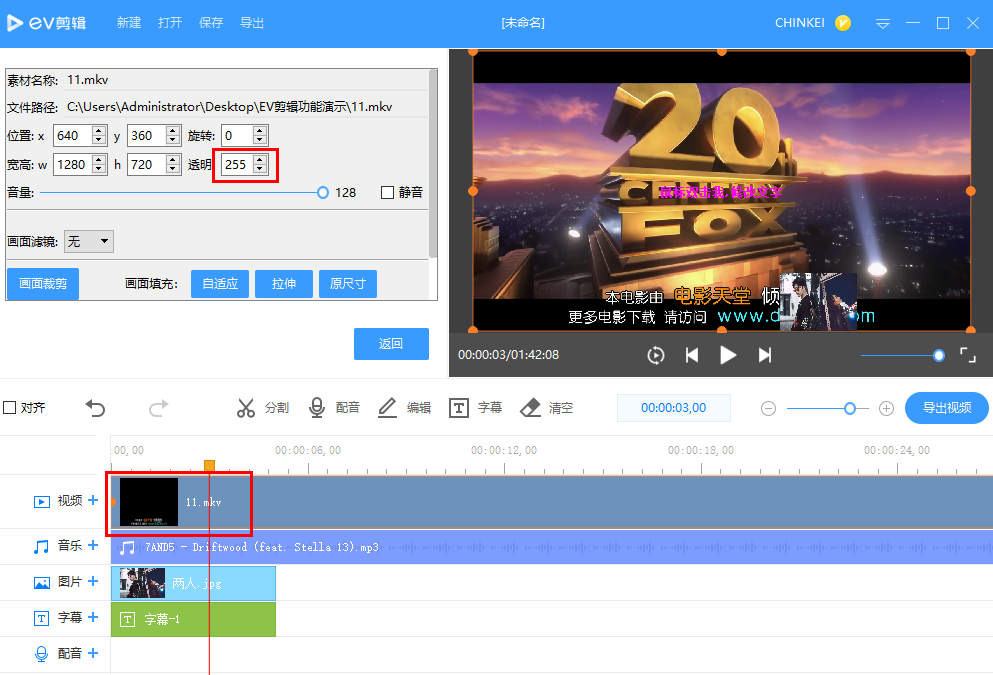 EV剪辑 新建 打开 保存 导出 [未命名] CHINKEI
素材名称: 11.mkv
文件路径: C:\Users\Administrator\Desktop\EV剪辑功能演示\11.mkv
位置: x 640 y 360 旋转: 0
宽高: w 1280 h 720 透明 255
音量: 128 静音
画面滤镜: 无
画面裁剪 画面填充: 自适应 拉伸 原尺寸
返回
20
FOX
本电影由 电影天堂 倾
更多电影下载 请访问 www.d om
00:00:03/01:42:08
对齐 分割 配音 编辑 字幕 清空 00:00:03,00 导出视频
:00, 00 00:00:06, 00 00:00:12, 00 00:00:18, 00 00:00:24, 00
视频 11.mkv
音乐 7AND5 - Driftwood (feat. Stella 13).mp3
图片 两人.jpg
字幕 字幕-1
配音